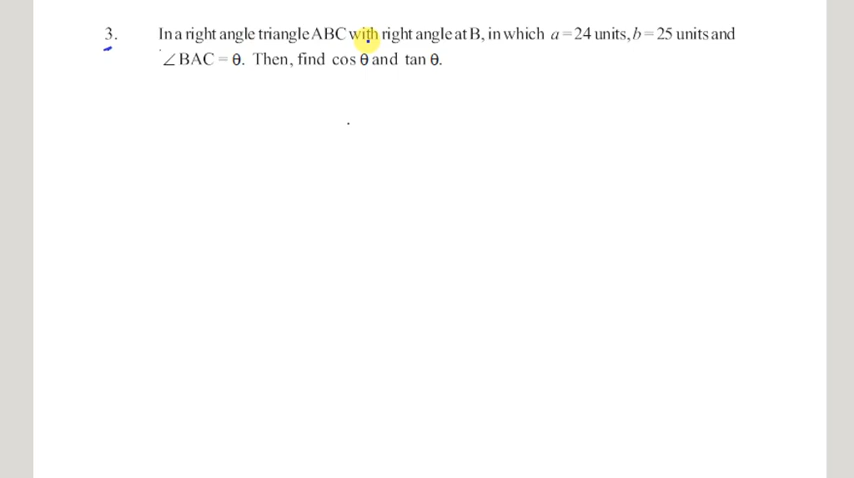 3. In a right angle triangle ABC with right angle at B, in which a = 24 units, b = 25 units and
∠BAC = θ. Then, find cos θ and tan θ.